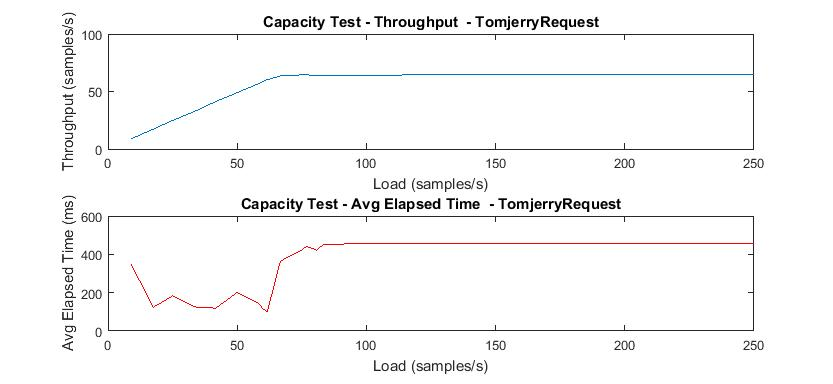 Capacity Test - Throughput - TomjerryRequest
Throughput (samples/s)
100
50
0
0 50 100 150 200 250
Load (samples/s)
Capacity Test - Avg Elapsed Time - TomjerryRequest
Avg Elapsed Time (ms)
600
400
200
0
0 50 100 150 200 250
Load (samples/s)